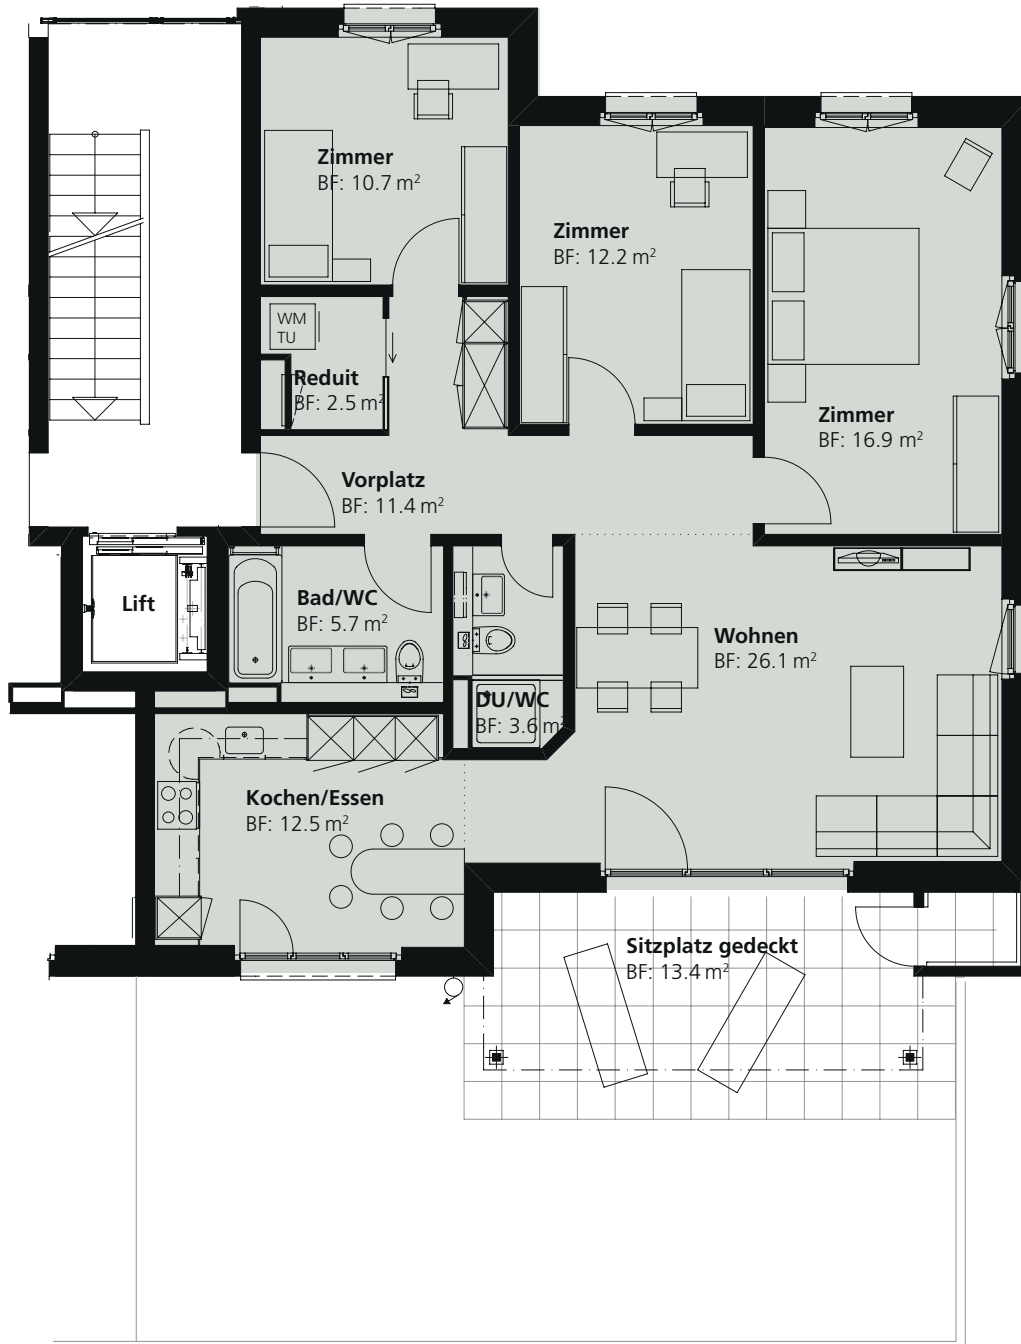 Zimmer
BF: 10.7 m²
Zimmer
BF: 12.2 m²
WM
TU
Reduit
BF: 2.5 m²
Zimmer
BF: 16.9 m²
Vorplatz
BF: 11.4 m²
Lift
Bad/WC
BF: 5.7 m²
Wohnen
BF: 26.1 m²
DU/WC
BF: 3.6 m²
Kochen/Essen
BF: 12.5 m²
Sitzplatz gedeckt
BF: 13.4 m²